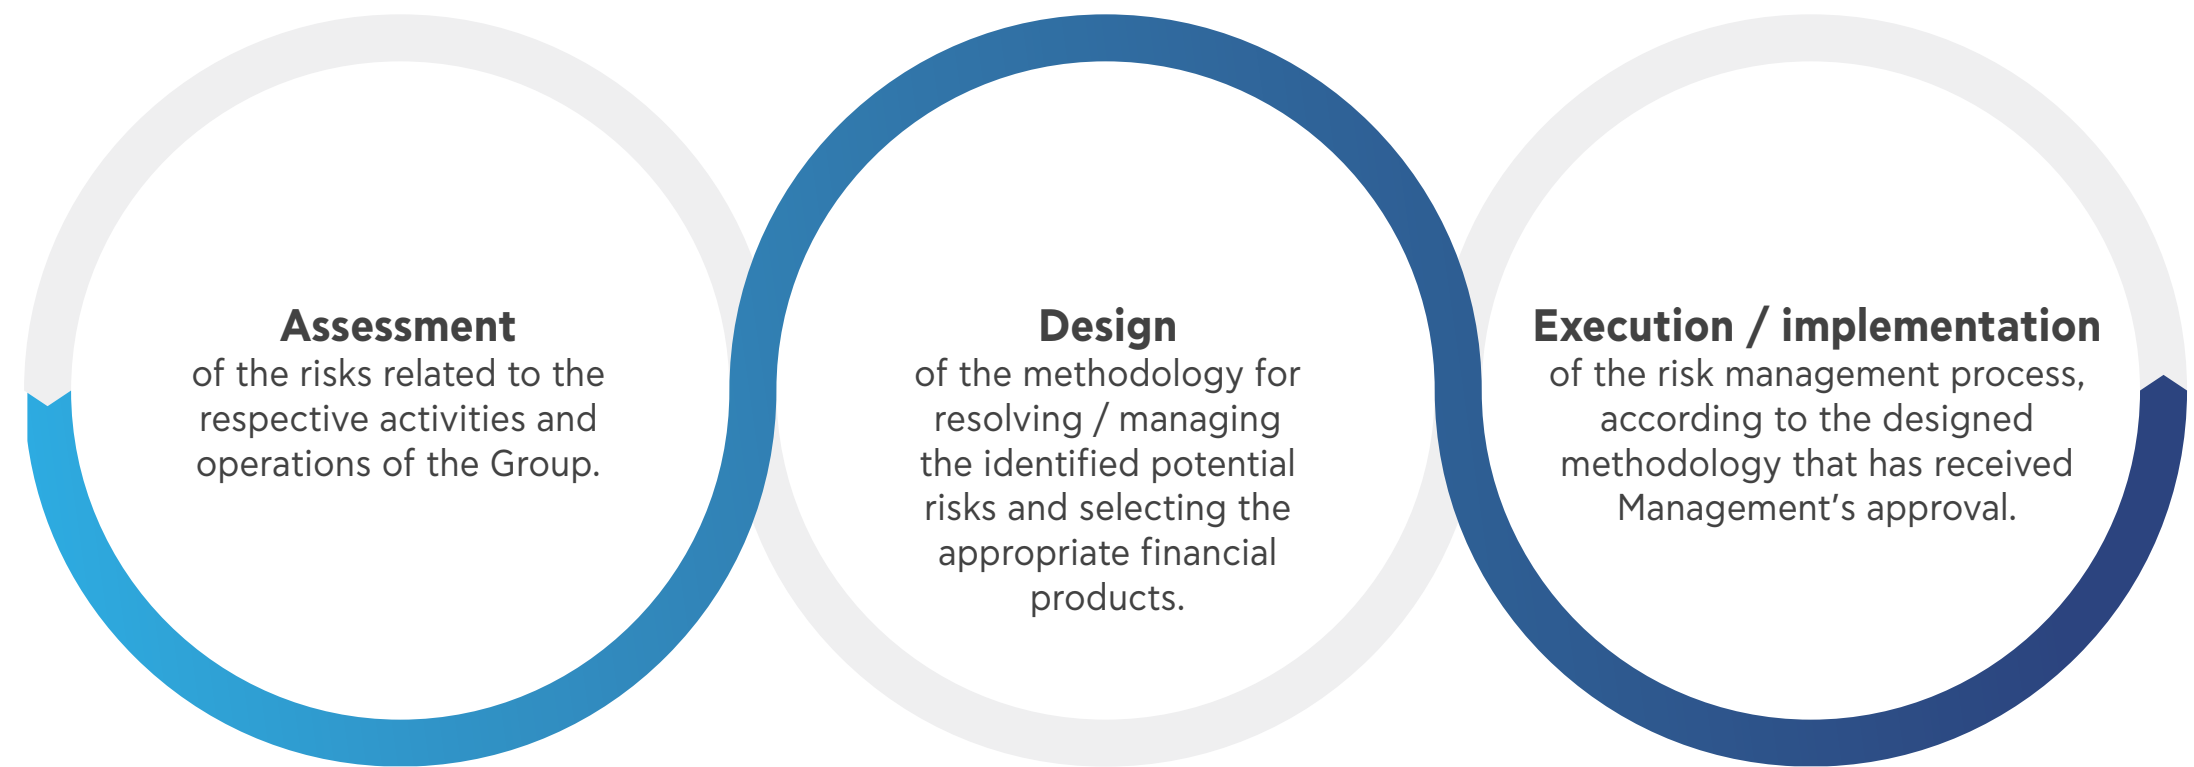 Assessment
of the risks related to the
respective activities and
operations of the Group.
Design
of the methodology for
resolving / managing
the identified potential
risks and selecting the
appropriate financial
products.
Execution / implementation
of the risk management process,
according to the designed
methodology that has received
Management’s approval.